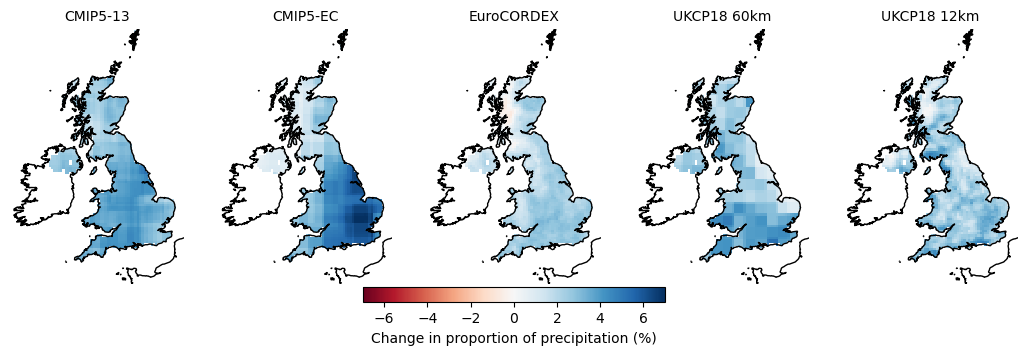 CMIP5-13 CMIP5-EC EuroCORDEX UKCP18 60km UKCP18 12km
−6 −4 −2 0 2 4 6
Change in proportion of precipitation (%)